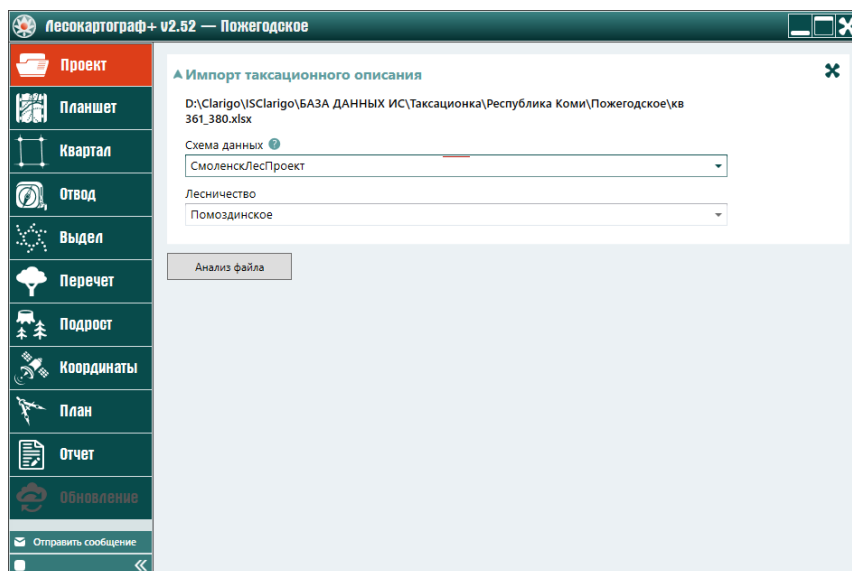 Лесокартограф+ v2.52 — Пожегодское
Проект
Планшет
Квартал
Отвод
Выдел
Перечет
Подрост
Координаты
План
Отчет
Обновление
Отправить сообщение
Импорт таксационного описания
D:\Clarigo\ISClarigo\БАЗА ДАННЫХ ИС\Таксационка\Республика Коми\Пожегодское\кв
361_380.xlsx
Схема данных ?
СмоленскЛесПроект
Лесничество
Помоздинское
Анализ файла